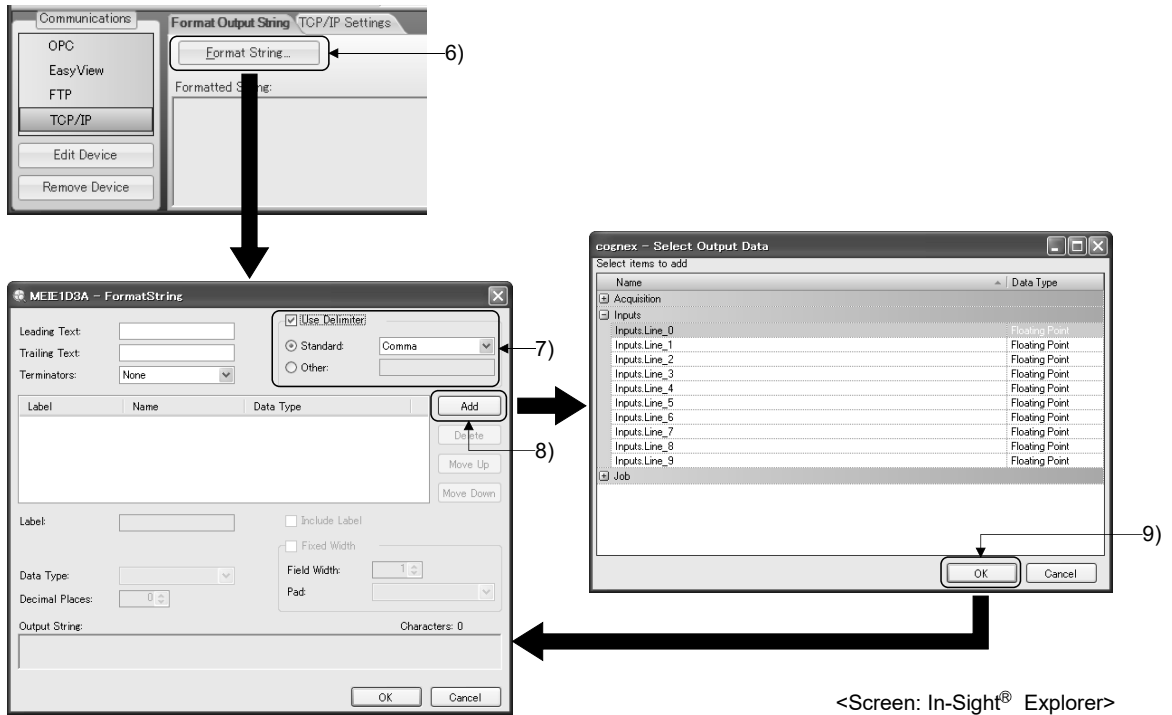 Communications
OPC
EasyView
FTP
TCP/IP
Edit Device
Remove Device
Format Output String TCP/IP Settings
Format String...
6)
Formatted String:
MEIE1D3A - FormatString
Leading Text:
Trailing Text:
Terminators: None
Use Delimiter
Standard: Comma
Other:
7)
Label Name Data Type
Add
Delete
Move Up
Move Down
8)
Label:
Include Label
Fixed Width
Data Type:
Decimal Places: 0
Field Width: 1
Pad:
Output String: Characters: 0
OK Cancel
cognex - Select Output Data
Select items to add
Name Data Type
Acquisition
Inputs
Inputs.Line_0 Floating Point
Inputs.Line_1 Floating Point
Inputs.Line_2 Floating Point
Inputs.Line_3 Floating Point
Inputs.Line_4 Floating Point
Inputs.Line_5 Floating Point
Inputs.Line_6 Floating Point
Inputs.Line_7 Floating Point
Inputs.Line_8 Floating Point
Inputs.Line_9 Floating Point
Job
9)
OK Cancel
<Screen: In-Sight® Explorer>